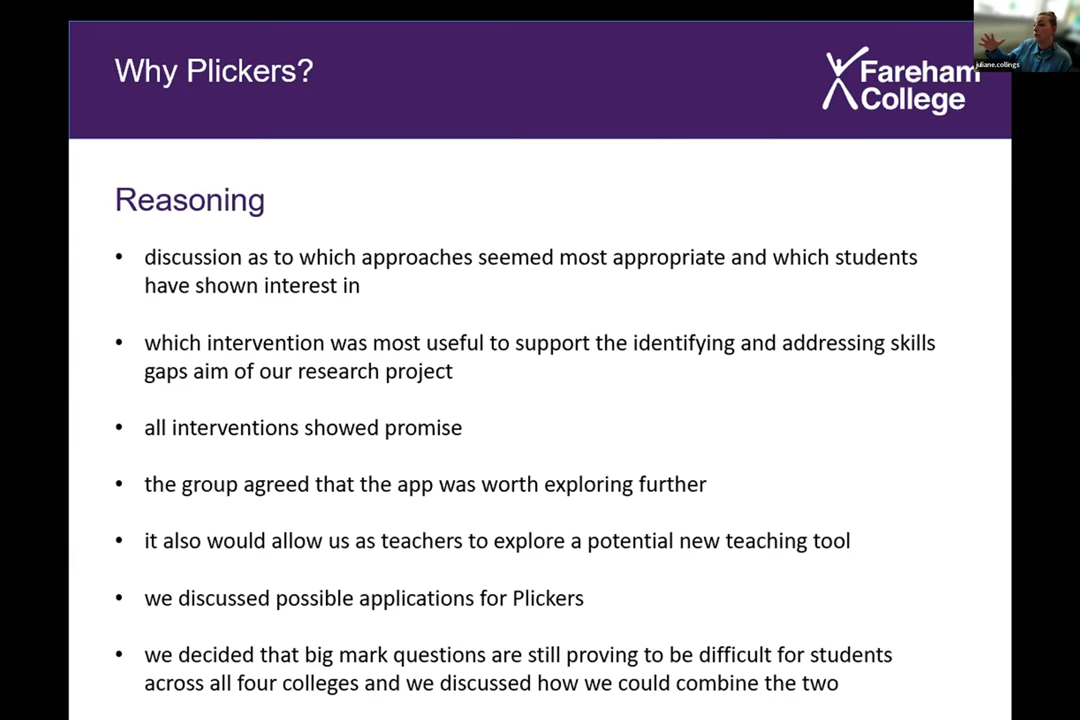 Why Plickers?
Fareham
College
juliane.collings
Reasoning
• discussion as to which approaches seemed most appropriate and which students
have shown interest in
• which intervention was most useful to support the identifying and addressing skills
gaps aim of our research project
• all interventions showed promise
• the group agreed that the app was worth exploring further
• it also would allow us as teachers to explore a potential new teaching tool
• we discussed possible applications for Plickers
• we decided that big mark questions are still proving to be difficult for students
across all four colleges and we discussed how we could combine the two